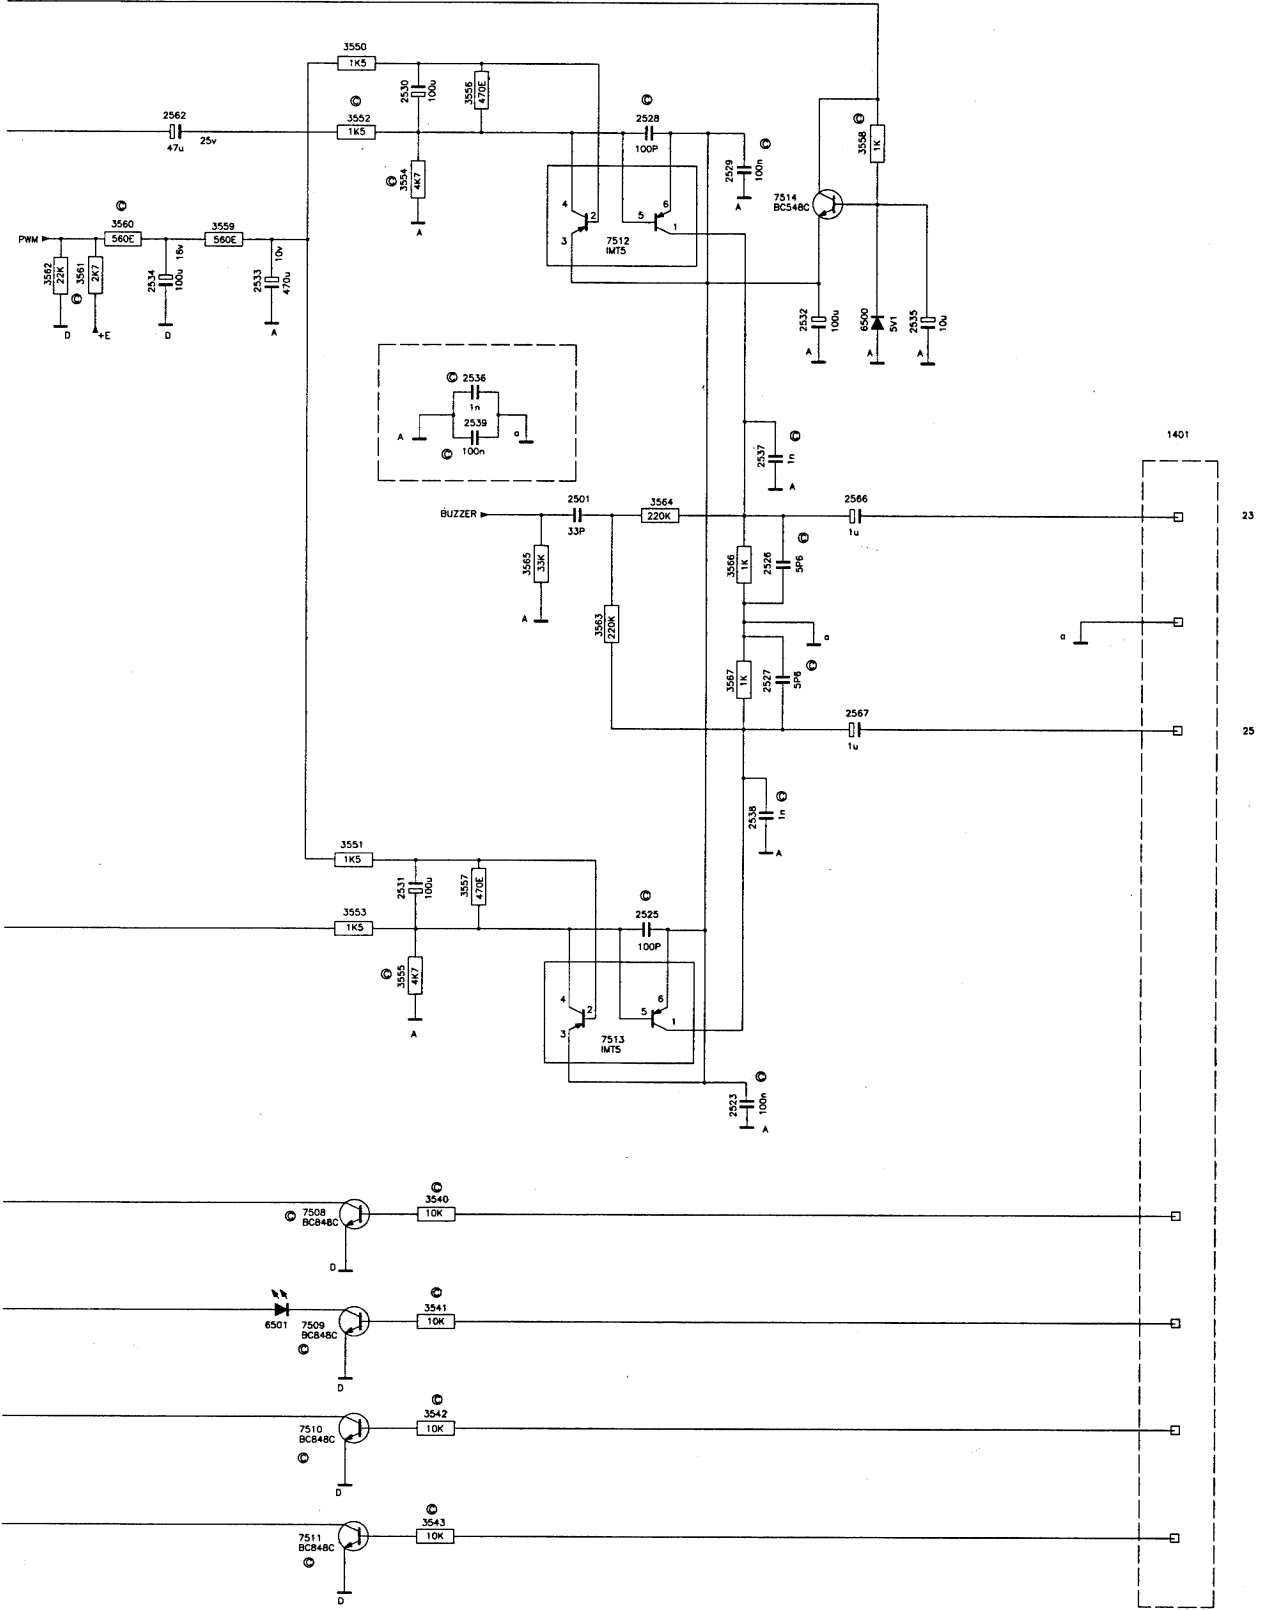 3550
1K5
2530
100u
3556
470E
©
©
2562
47u
25v
3552
1K5
2528
100P
©
2529
100n
A
©
3558
1K
©
3554
4K7
A
7514
BC548C
4
2
3
5
6
1
7512
IMT5
©
PWM
3560
560E
3559
560E
3562
22K
3561
2K7
©
D
+E
16v
2534
100u
D
10v
2533
470u
A
2532
100u
A
6500
5V1
A
2535
10u
A
© 2536
1n
2539
100n
©
A
a
©
2537
1n
A
1401
BUZZER
2501
33P
3564
220K
2566
1u
23
3565
33K
A
3563
220K
3566
1K
2526
5P6
©
a
a
3567
1K
2527
5P6
©
2567
1u
25
©
2538
1n
A
3551
1K5
2531
100u
3557
470E
©
3553
1K5
2525
100P
©
3555
4K7
A
4
2
3
5
6
1
7513
IMT5
©
2523
100n
A
©
© 7508
BC848C
3540
10K
D
©
6501
7509
BC848C
3541
10K
©
D
©
7510
BC848C
3542
10K
©
D
©
7511
BC848C
3543
10K
©
D